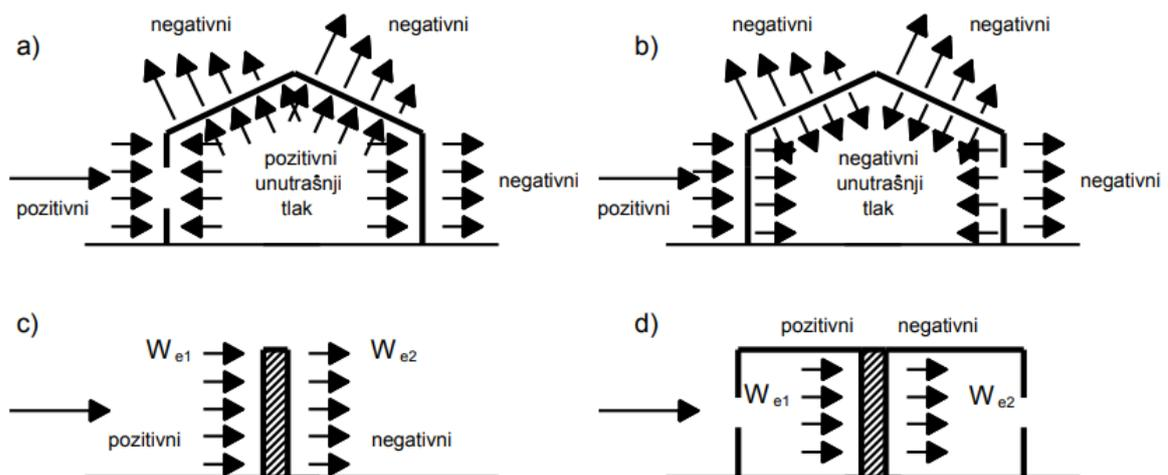 a)
negativni
negativni
pozitivni
pozitivni
unutrašnji
tlak
negativni
b)
negativni
negativni
pozitivni
negativni
unutrašnji
tlak
negativni
c)
W e1
W e2
pozitivni
negativni
d)
pozitivni
negativni
W e1
W e2